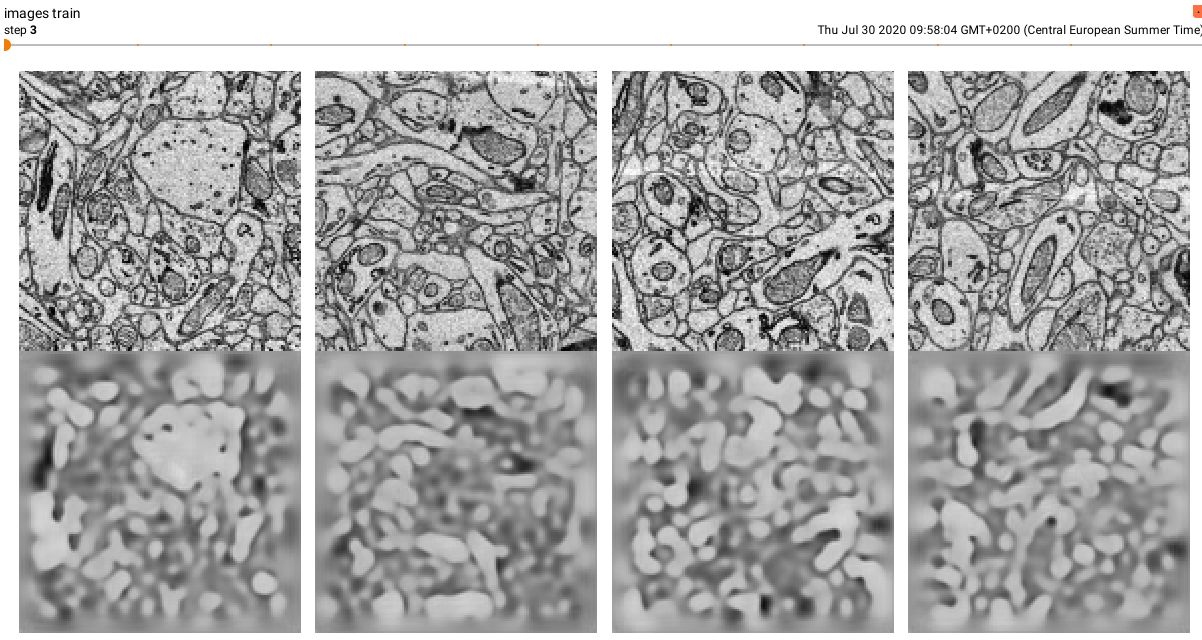 images train
step 3
Thu Jul 30 2020 09:58:04 GMT+0200 (Central European Summer Time)